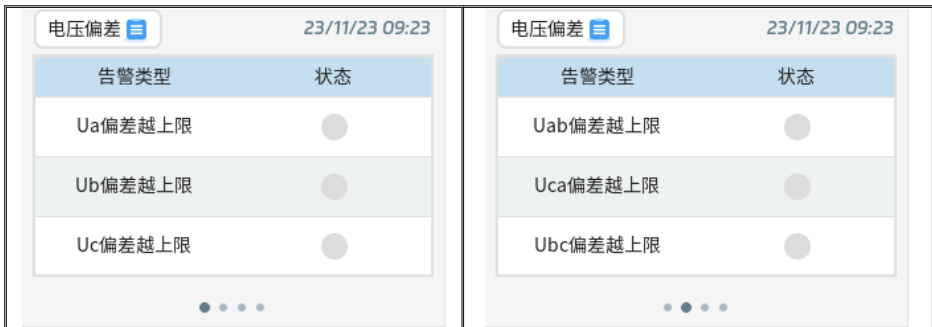 电压偏差 23/11/23 09:23
告警类型 状态
Ua偏差越上限
Ub偏差越上限
Uc偏差越上限
电压偏差 23/11/23 09:23
告警类型 状态
Uab偏差越上限
Uca偏差越上限
Ubc偏差越上限